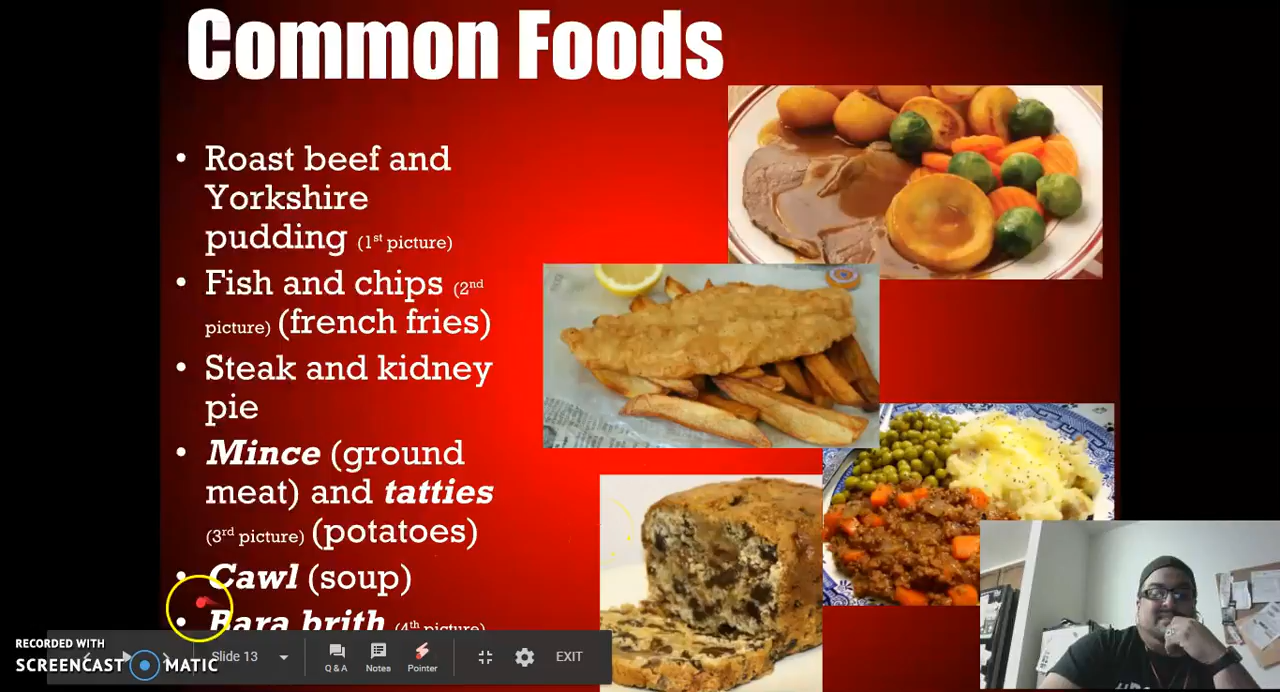 Common Foods
• Roast beef and
Yorkshire
pudding (1st picture)
• Fish and chips (2nd
picture) (french fries)
• Steak and kidney
pie
• Mince (ground
meat) and tatties
(3rd picture) (potatoes)
• Cawl (soup)
• Bara brith (4th picture)
RECORDED WITH
SCREENCAST MATIC
Slide 13
Q & A
Notes
Pointer
EXIT